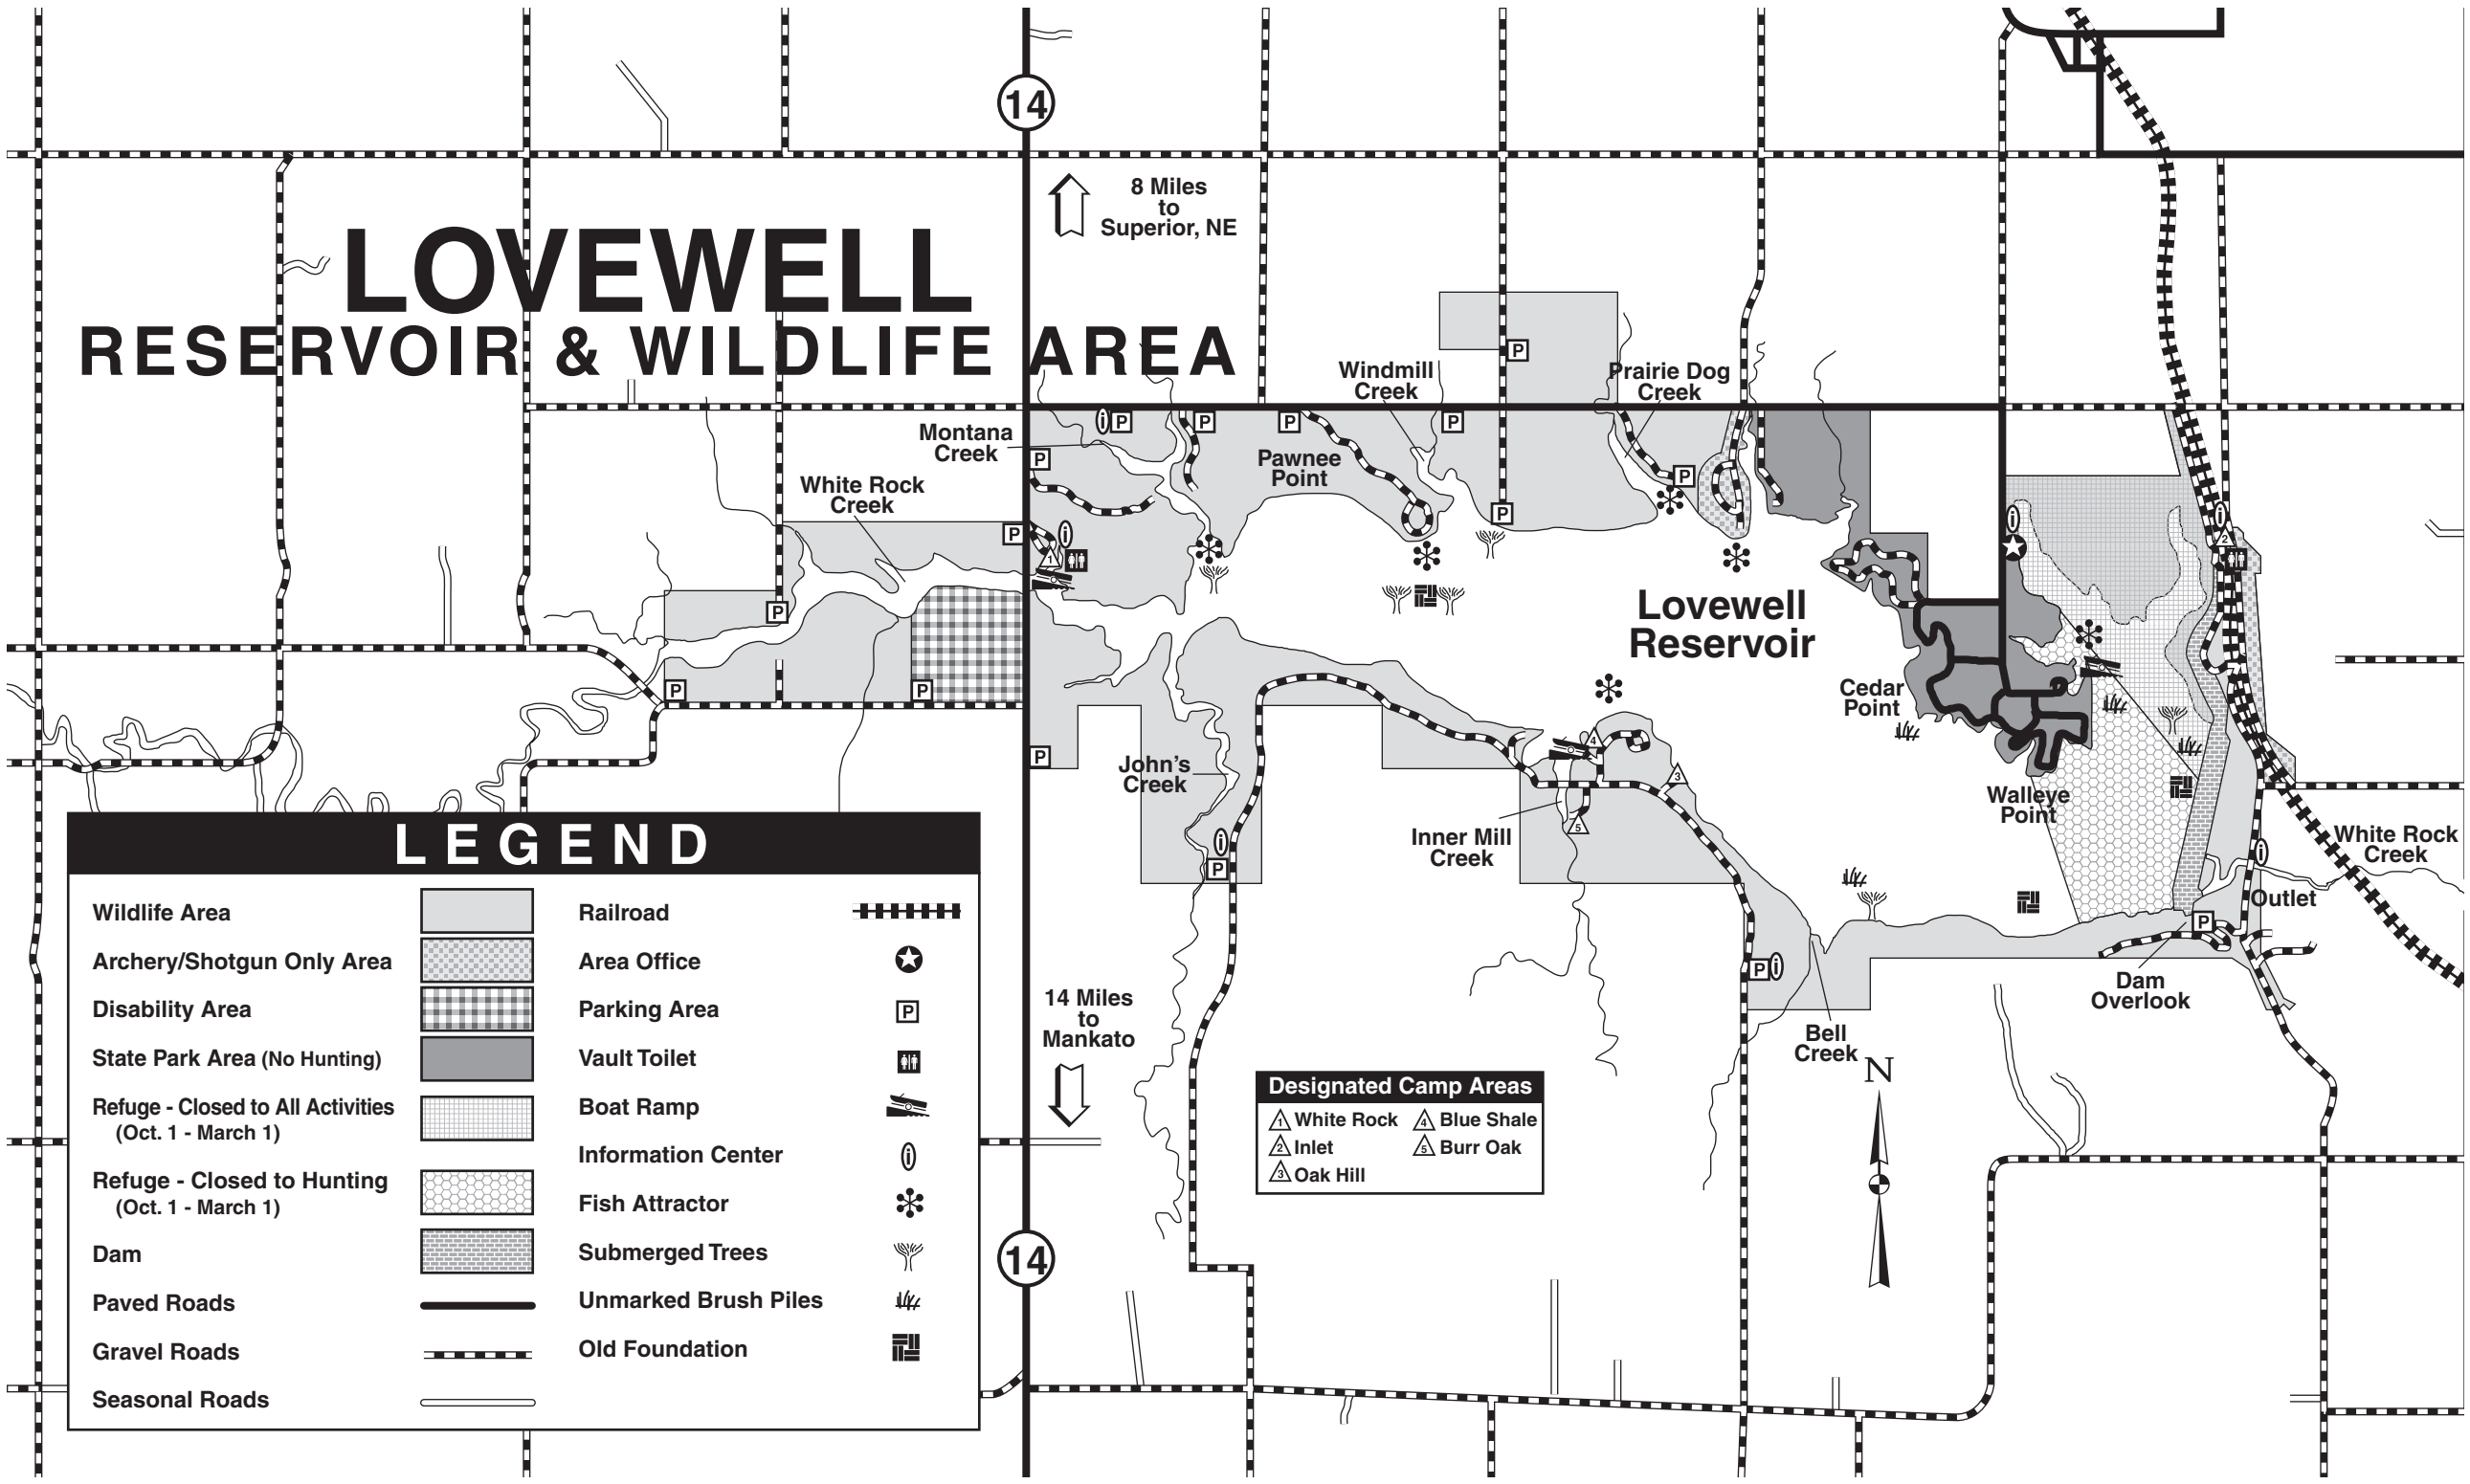 14
8 Miles
to
Superior, NE
LOVEWELL
RESERVOIR & WILDLIFE AREA
Windmill
Creek
Prairie Dog
Creek
P
i P
P
P
P
Montana
Creek
P
Pawnee
Point
P
White Rock
Creek
P
i
1
P
i
i
2
Lovewell
Reservoir
P
P
P
Cedar
Point
4
3
5
P
John's
Creek
i
P
Inner Mill
Creek
Walleye
Point
White Rock
Creek
i
Outlet
P
P i
Dam
Overlook
Bell
Creek
14 Miles
to
Mankato
N
LEGEND
Wildlife Area
Archery/Shotgun Only Area
Disability Area
State Park Area (No Hunting)
Refuge - Closed to All Activities
(Oct. 1 - March 1)
Refuge - Closed to Hunting
(Oct. 1 - March 1)
Dam
Paved Roads
Gravel Roads
Seasonal Roads
Railroad
Area Office
Parking Area P
Vault Toilet
Boat Ramp
Information Center i
Fish Attractor
Submerged Trees
Unmarked Brush Piles
Old Foundation
Designated Camp Areas
1 White Rock
2 Inlet
3 Oak Hill
4 Blue Shale
5 Burr Oak
14